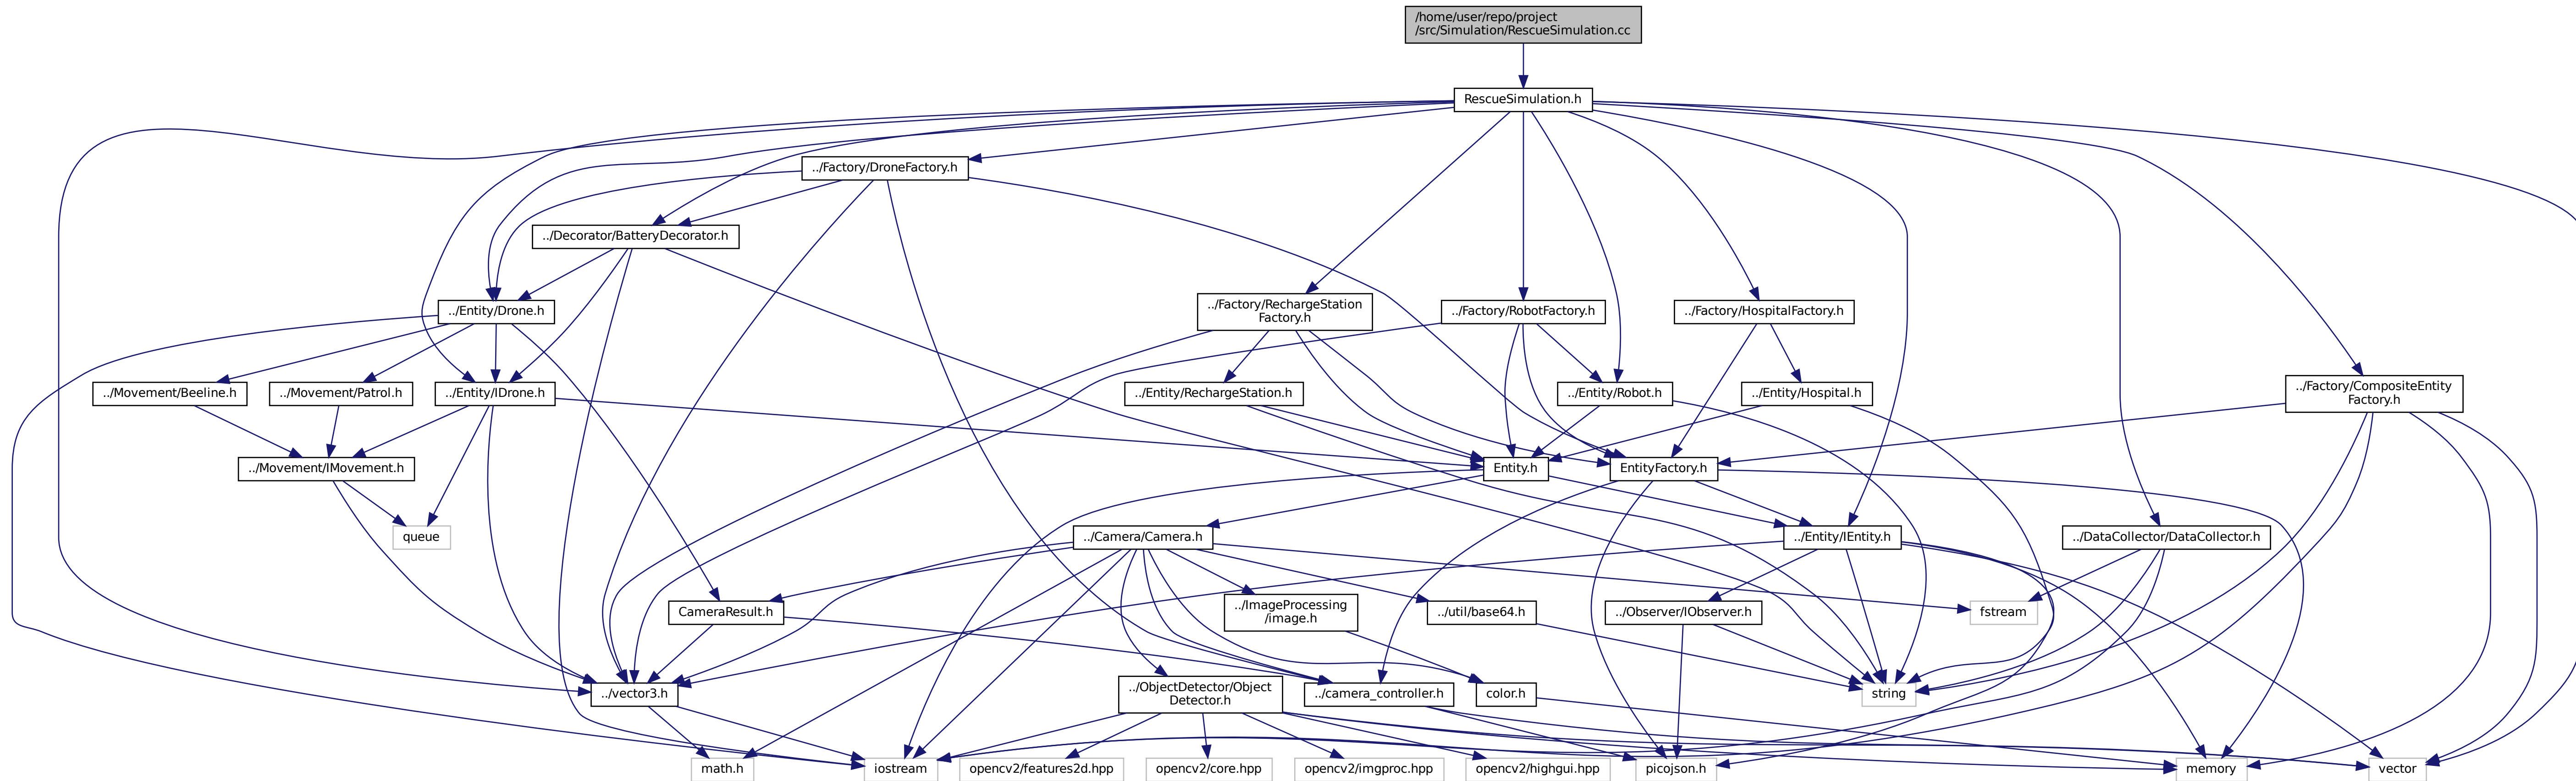 /home/user/repo/project
/src/Simulation/RescueSimulation.cc
RescueSimulation.h
../Factory/DroneFactory.h
../Decorator/BatteryDecorator.h
../Entity/Drone.h
../Factory/RechargeStation
Factory.h
../Factory/RobotFactory.h
../Factory/HospitalFactory.h
../Movement/Beeline.h
../Movement/Patrol.h
../Entity/IDrone.h
../Entity/RechargeStation.h
../Entity/Robot.h
../Entity/Hospital.h
../Factory/CompositeEntity
Factory.h
../Movement/IMovement.h
Entity.h
EntityFactory.h
queue
../Camera/Camera.h
../Entity/IEntity.h
../DataCollector/DataCollector.h
CameraResult.h
../ImageProcessing
/image.h
../util/base64.h
../Observer/IObserver.h
fstream
../vector3.h
../ObjectDetector/Object
Detector.h
../camera_controller.h
color.h
string
math.h
iostream
opencv2/features2d.hpp
opencv2/core.hpp
opencv2/imgproc.hpp
opencv2/highgui.hpp
picojson.h
memory
vector